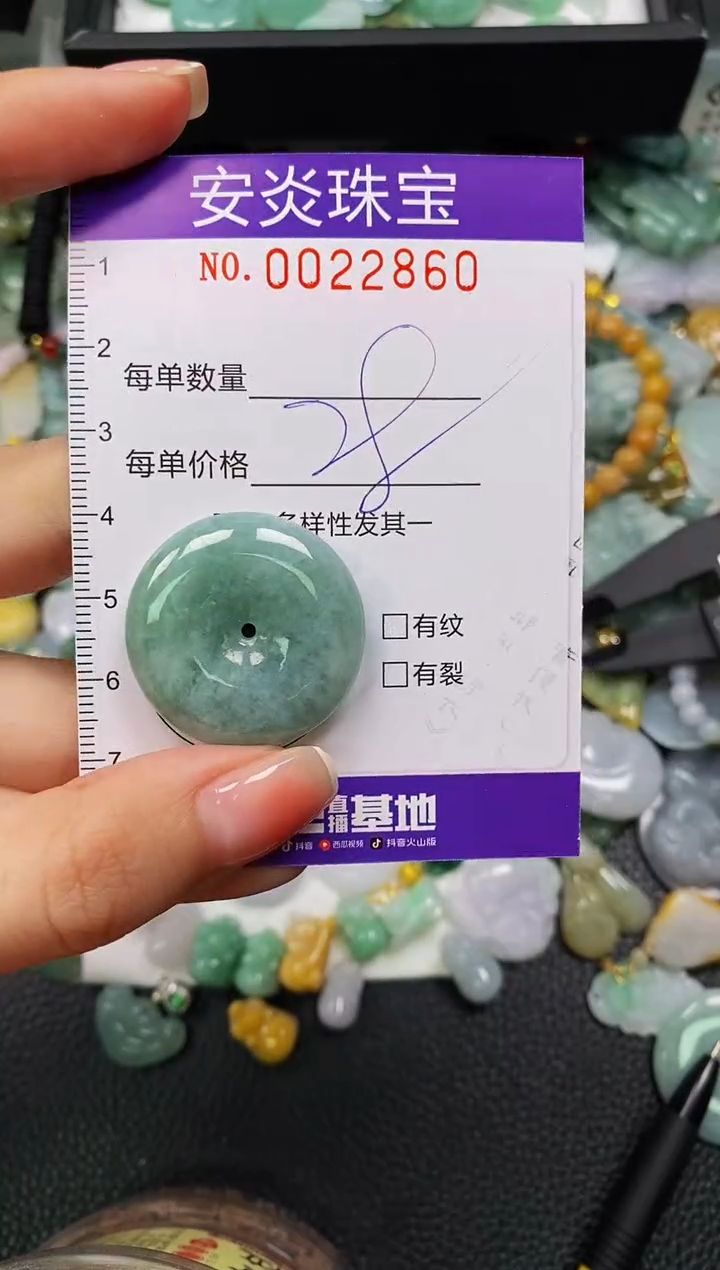 安炎珠宝
NO. 0022860
1
2
每单数量
3
每单价格
4
样性发其一
5
有纹
6
有裂
7
直播基地
抖音 西瓜视频 抖音火山版